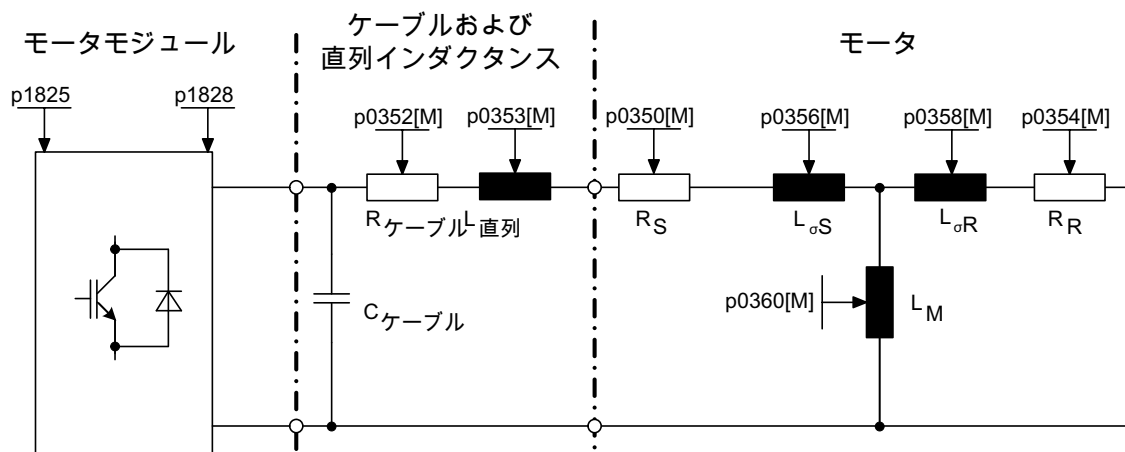 モータモジュール
ケーブルおよび
直列インダクタンス
モータ
p1825
p1828
p0352[M]
p0353[M]
p0350[M]
p0356[M]
p0358[M]
p0354[M]
Rケーブル
L直列
RS
LσS
LσR
RR
Cケーブル
p0360[M]
LM